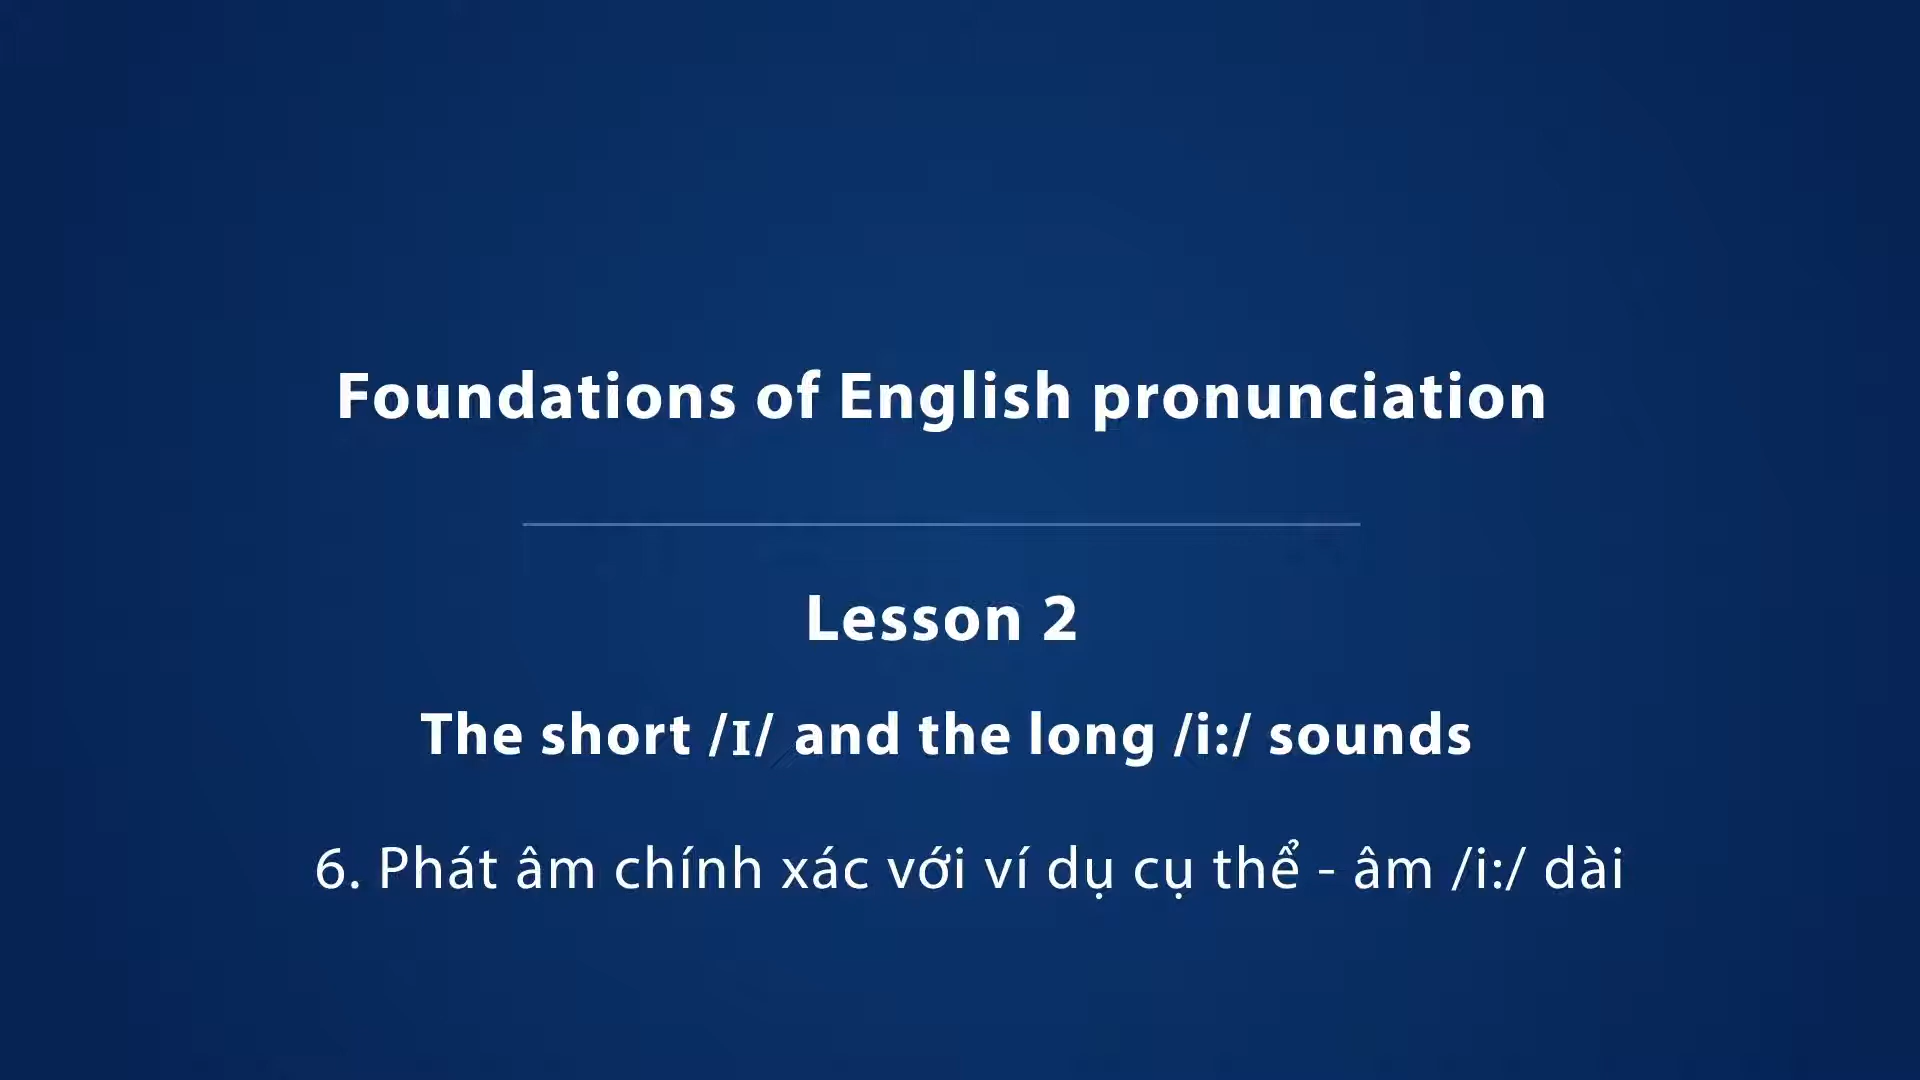 Foundations of English pronunciation
Lesson 2
The short /ɪ/ and the long /i:/ sounds
6. Phát âm chính xác với ví dụ cụ thể - âm /i:/ dài